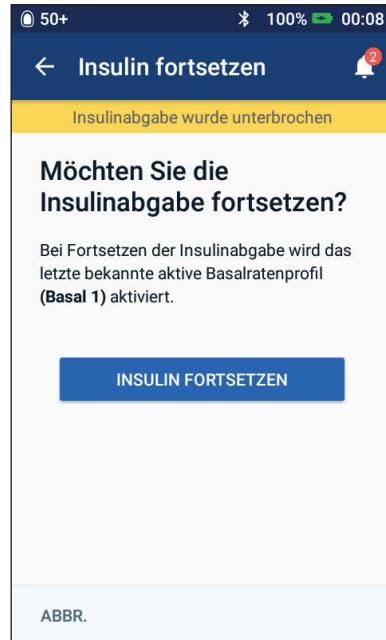 50+ 100% 00:08
Insulin fortsetzen 2
Insulinabgabe wurde unterbrochen
Möchten Sie die
Insulinabgabe fortsetzen?
Bei Fortsetzen der Insulinabgabe wird das
letzte bekannte aktive Basalratenprofil
(Basal 1) aktiviert.
INSULIN FORTSETZEN
ABBR.